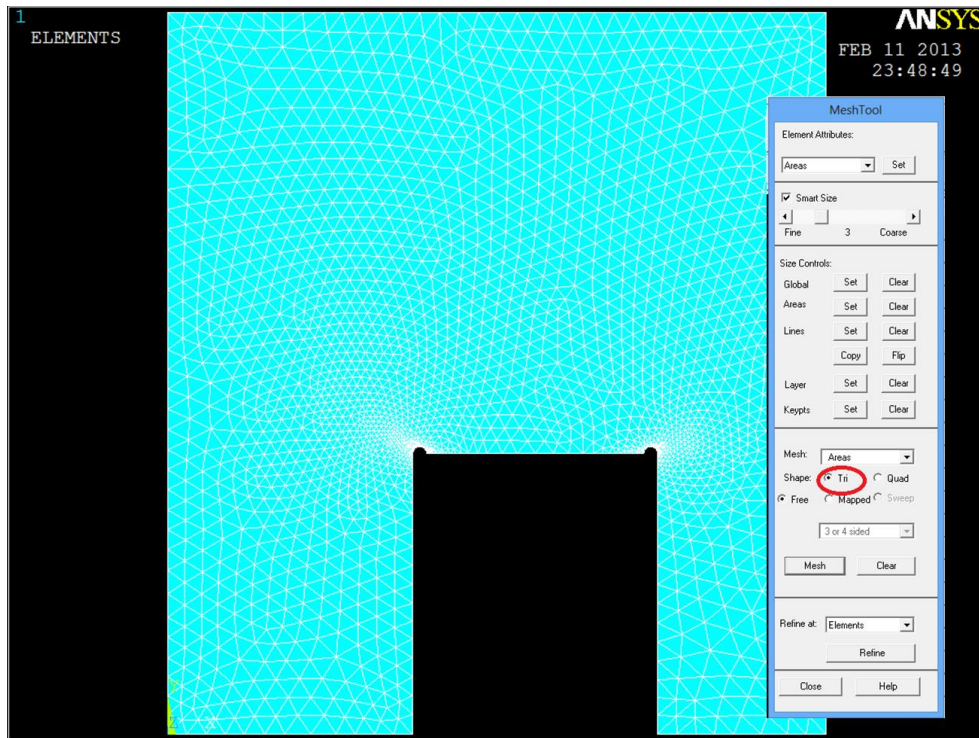 1
ELEMENTS
ANSYS
FEB 11 2013
23:48:49
MeshTool
Element Attributes:
Areas Set
Smart Size
Fine 3 Coarse
Size Controls:
Global Set Clear
Areas Set Clear
Lines Set Clear
Copy Flip
Layer Set Clear
Keypts Set Clear
Mesh: Areas
Shape: Tri Quad
Free Mapped Sweep
3 or 4 sided
Mesh Clear
Refine at: Elements
Refine
Close Help
Y
Z X